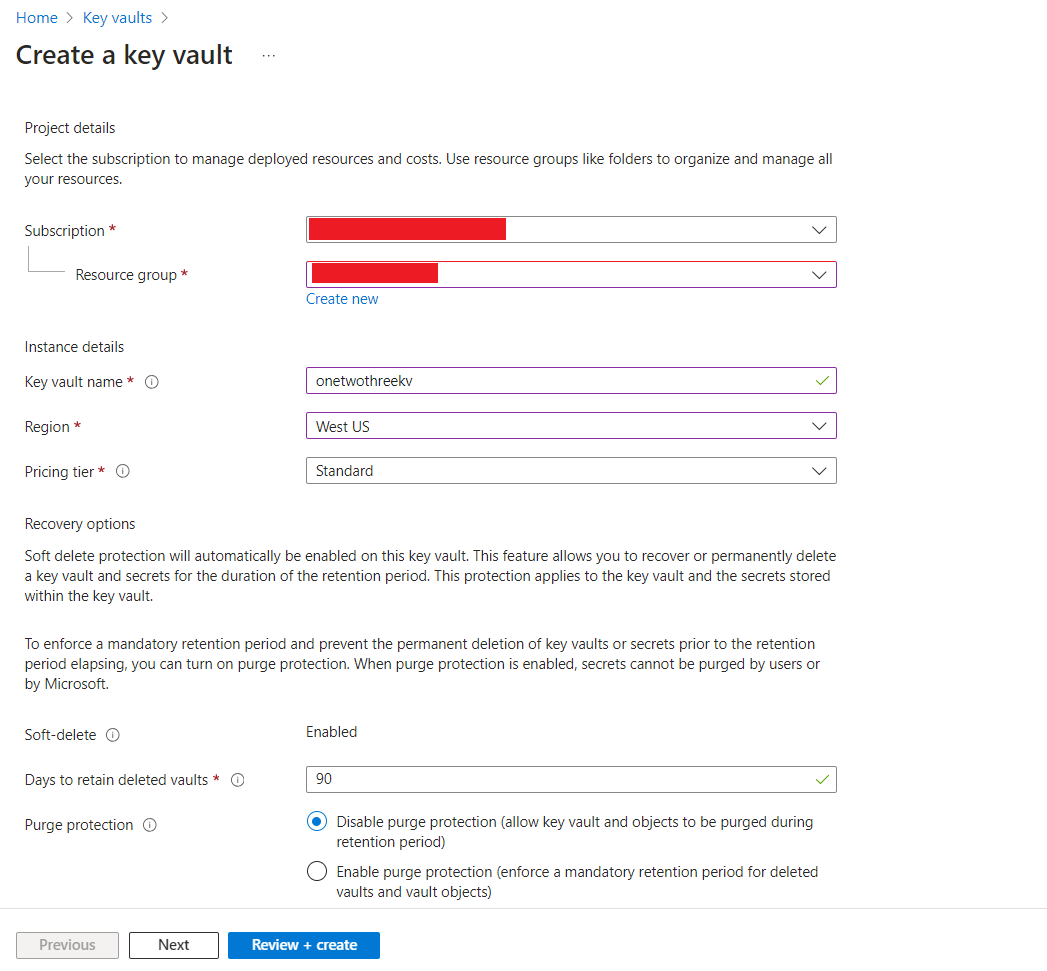 Home > Key vaults >
Create a key vault ...
Project details
Select the subscription to manage deployed resources and costs. Use resource groups like folders to organize and manage all
your resources.
Subscription *
Resource group *
Create new
Instance details
Key vault name * onetwothreekv
Region * West US
Pricing tier * Standard
Recovery options
Soft delete protection will automatically be enabled on this key vault. This feature allows you to recover or permanently delete
a key vault and secrets for the duration of the retention period. This protection applies to the key vault and the secrets stored
within the key vault.
To enforce a mandatory retention period and prevent the permanent deletion of key vaults or secrets prior to the retention
period elapsing, you can turn on purge protection. When purge protection is enabled, secrets cannot be purged by users or
by Microsoft.
Soft-delete Enabled
Days to retain deleted vaults * 90
Purge protection Disable purge protection (allow key vault and objects to be purged during
retention period)
Enable purge protection (enforce a mandatory retention period for deleted
vaults and vault objects)
Previous Next Review + create